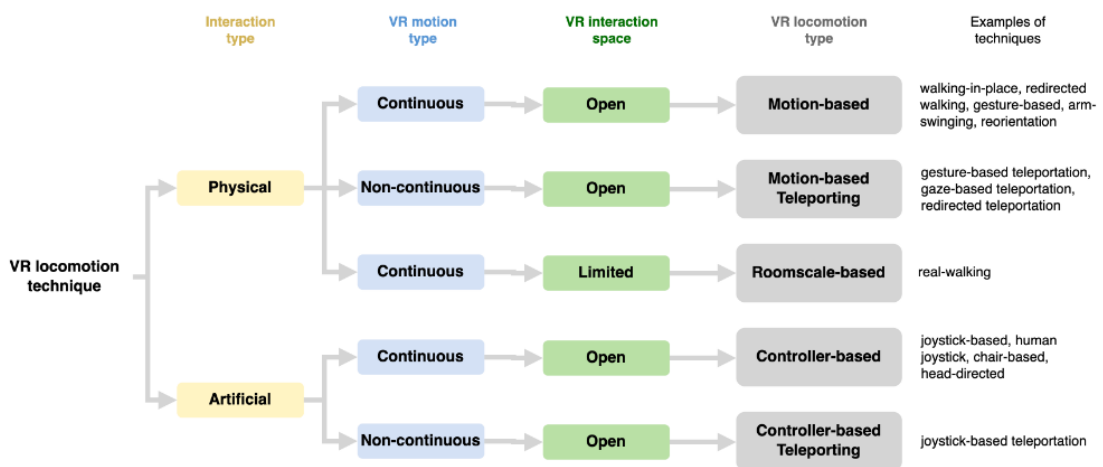 Interaction
type
VR motion
type
VR interaction
space
VR locomotion
type
Examples of
techniques
VR locomotion
technique
Physical
Continuous
Open
Motion-based
walking-in-place, redirected
walking, gesture-based, arm-
swinging, reorientation
Non-continuous
Open
Motion-based
Teleporting
gesture-based teleportation,
gaze-based teleportation,
redirected teleportation
Continuous
Limited
Roomscale-based
real-walking
Artificial
Continuous
Open
Controller-based
joystick-based, human
joystick, chair-based,
head-directed
Non-continuous
Open
Controller-based
Teleporting
joystick-based teleportation